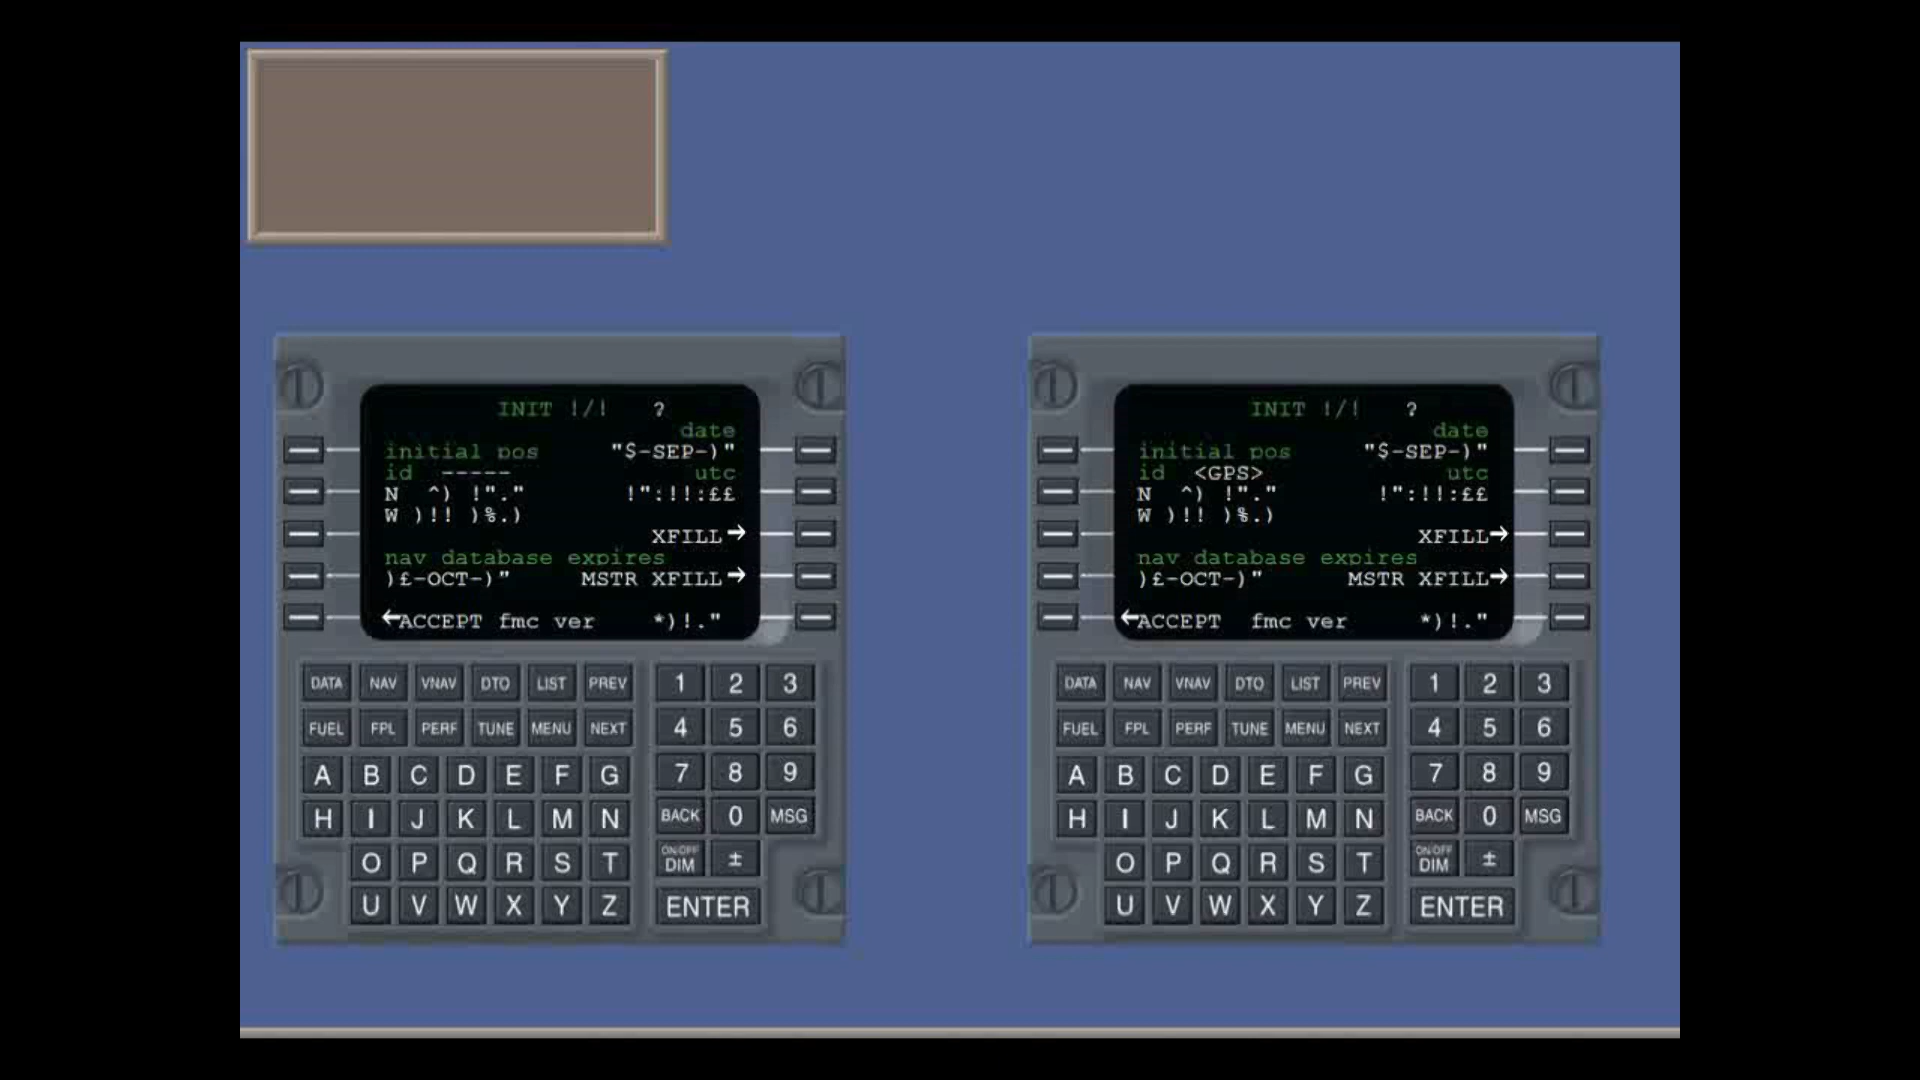 INIT !/! ?
date
initial pos "$-SEP-)"
id ----- utc
N ^) !"." !":!!:££
W )!! )%.)
XFILL→
nav database expires
)£-OCT-)" MSTR XFILL→
←ACCEPT fmc ver *)!."
DATA NAV VNAV DTO LIST PREV 1 2 3
FUEL FPL PERF TUNE MENU NEXT 4 5 6
A B C D E F G 7 8 9
H I J K L M N BACK 0 MSG
O P Q R S T ON/OFF DIM ±
U V W X Y Z ENTER
INIT !/! ?
date
initial pos "$-SEP-)"
id <GPS> utc
N ^) !"." !":!!:££
W )!! )%.)
XFILL→
nav database expires
)£-OCT-)" MSTR XFILL→
←ACCEPT fmc ver *)!."
DATA NAV VNAV DTO LIST PREV 1 2 3
FUEL FPL PERF TUNE MENU NEXT 4 5 6
A B C D E F G 7 8 9
H I J K L M N BACK 0 MSG
O P Q R S T ON/OFF DIM ±
U V W X Y Z ENTER